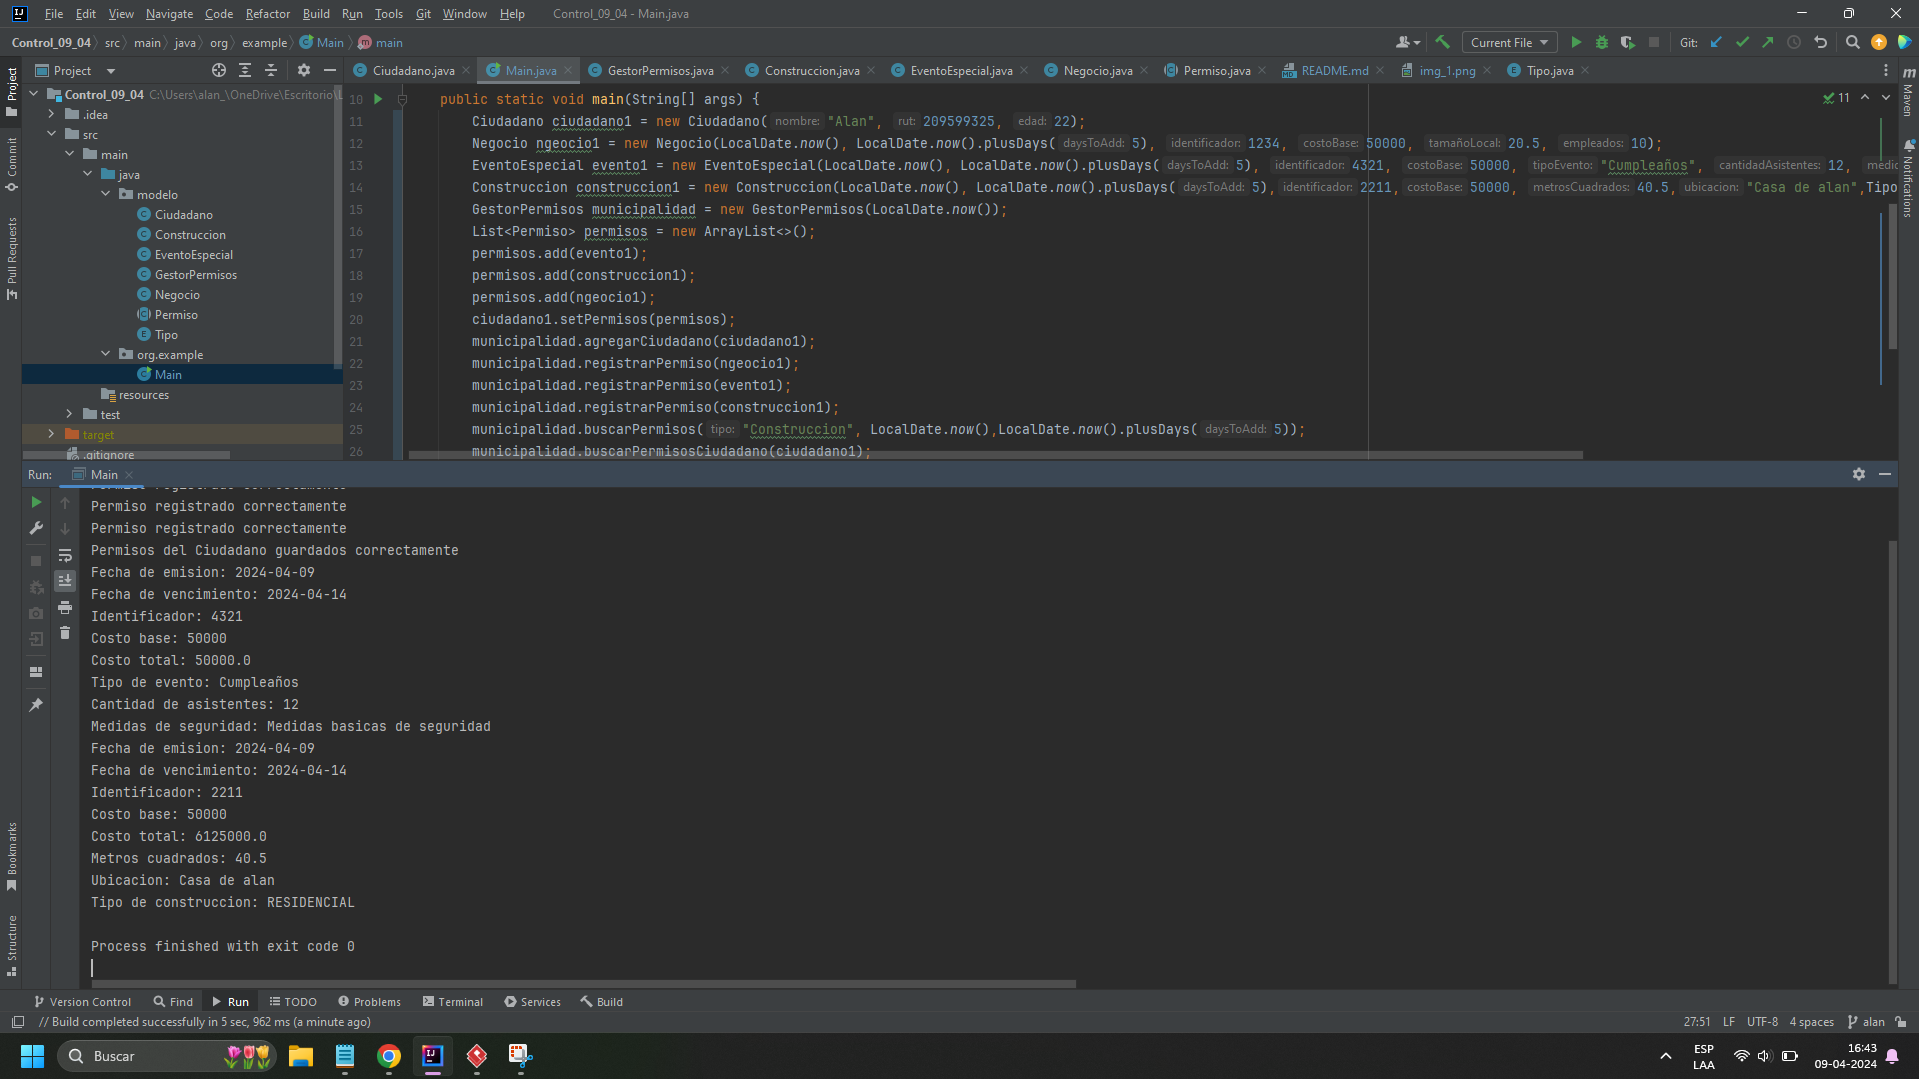 File Edit View Navigate Code Refactor Build Run Tools Git Window Help Control_09_04 - Main.java
Control_09_04 src main java org example Main main Current File Git:
Project Ciudadano.java Main.java GestorPermisos.java Construccion.java EventoEspecial.java Negocio.java Permiso.java README.md img_1.png Tipo.java
Project
Commit
Pull Requests
Bookmarks
Structure
Maven
Notifications
Control_09_04 C:\Users\alan_\OneDrive\Escritorio\L
.idea
src
main
java
modelo
Ciudadano
Construccion
EventoEspecial
GestorPermisos
Negocio
Permiso
Tipo
org.example
Main
resources
test
target
.gitignore
11
10 public static void main(String[] args) {
11 Ciudadano ciudadano1 = new Ciudadano( nombre: "Alan", rut: 209599325, edad: 22);
12 Negocio ngeocio1 = new Negocio(LocalDate.now(), LocalDate.now().plusDays( daysToAdd: 5), identificador: 1234, costoBase: 50000, tamañoLocal: 20.5, empleados: 10);
13 EventoEspecial evento1 = new EventoEspecial(LocalDate.now(), LocalDate.now().plusDays( daysToAdd: 5), identificador: 4321, costoBase: 50000, tipoEvento: "Cumpleaños", cantidadAsistentes: 12, medic
14 Construccion construccion1 = new Construccion(LocalDate.now(), LocalDate.now().plusDays( daysToAdd: 5), identificador: 2211, costoBase: 50000, metrosCuadrados: 40.5, ubicacion: "Casa de alan",Tipo
15 GestorPermisos municipalidad = new GestorPermisos(LocalDate.now());
16 List<Permiso> permisos = new ArrayList<>();
17 permisos.add(evento1);
18 permisos.add(construccion1);
19 permisos.add(ngeocio1);
20 ciudadano1.setPermisos(permisos);
21 municipalidad.agregarCiudadano(ciudadano1);
22 municipalidad.registrarPermiso(ngeocio1);
23 municipalidad.registrarPermiso(evento1);
24 municipalidad.registrarPermiso(construccion1);
25 municipalidad.buscarPermisos( tipo: "Construccion", LocalDate.now(),LocalDate.now().plusDays( daysToAdd: 5));
26 municipalidad.buscarPermisosCiudadano(ciudadano1);
Run: Main
Permiso registrado correctamente
Permiso registrado correctamente
Permiso registrado correctamente
Permisos del Ciudadano guardados correctamente
Fecha de emision: 2024-04-09
Fecha de vencimiento: 2024-04-14
Identificador: 4321
Costo base: 50000
Costo total: 50000.0
Tipo de evento: Cumpleaños
Cantidad de asistentes: 12
Medidas de seguridad: Medidas basicas de seguridad
Fecha de emision: 2024-04-09
Fecha de vencimiento: 2024-04-14
Identificador: 2211
Costo base: 50000
Costo total: 6125000.0
Metros cuadrados: 40.5
Ubicacion: Casa de alan
Tipo de construccion: RESIDENCIAL
Process finished with exit code 0
Version Control Find Run TODO Problems Terminal Services Build
// Build completed successfully in 5 sec, 962 ms (a minute ago) 27:51 LF UTF-8 4 spaces alan
Buscar
ESP
LAA
16:43
09-04-2024